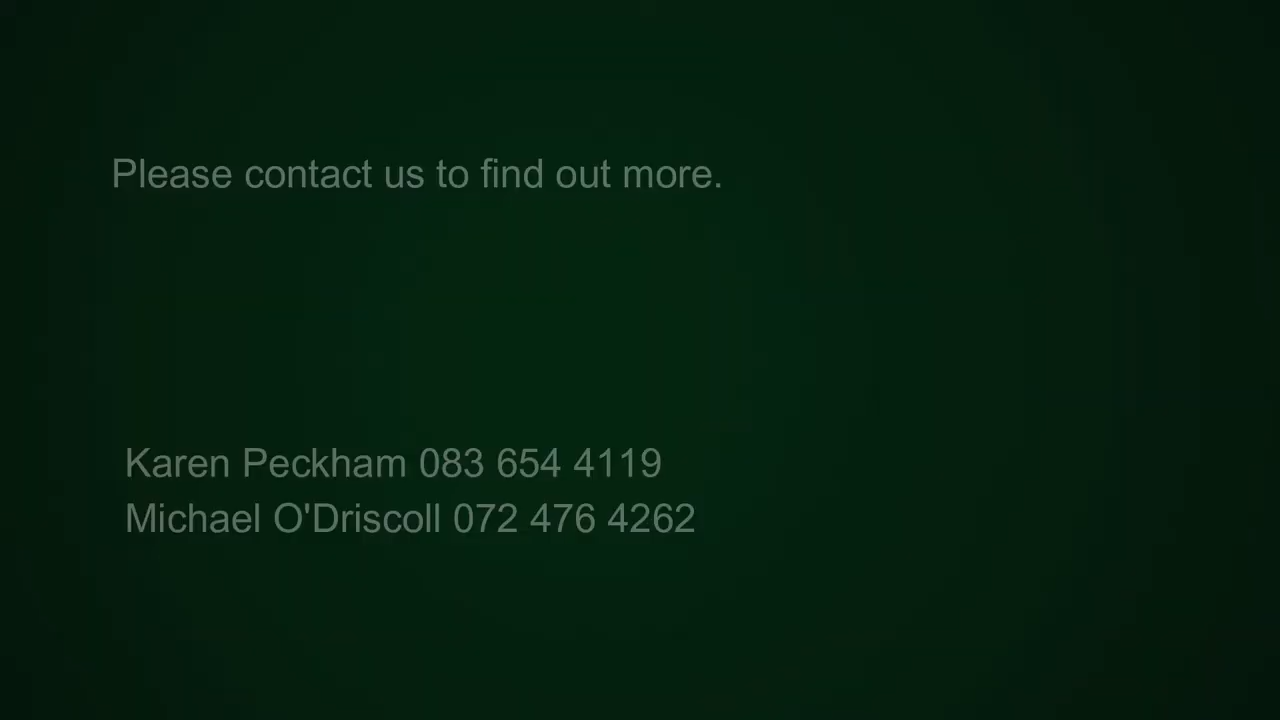 Please contact us to find out more.
Karen Peckham 083 654 4119
Michael O'Driscoll 072 476 4262